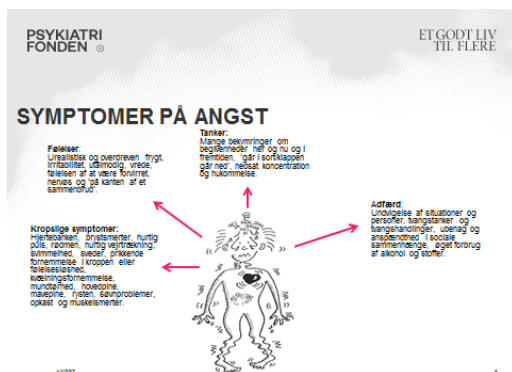 PSYKIATRI
FONDEN
ET GODT LIV
TIL FLERE
SYMPTOMER PÅ ANGST
Tanker:
Mange bekymringer om
begivenheder her og nu og i
fremtiden, 'går i sort/klappen
går ned', nedsat koncentration
og hukommelse.
Følelser:
Urealistisk og overdreven frygt,
irritabilitet, utålmodig, vrede,
følelsen af at være forvirret,
nervøs og 'på kanten af et
sammenbrud'.
Adfærd:
Undvigelse af situationer og
personer, tvangstanker og
tvangshandlinger, ubehag og
anspændthed i sociale
sammenhænge, øget forbrug
af alkohol og stoffer.
Kropslige symptomer:
Hjertebanken, brystsmerter, hurtig
puls, rødmen, hurtig vejrtrækning,
svimmelhed, sveder, prikkende
fornemmelse i kroppen eller
følelsesløshed,
kvælningsfornemmelse,
mundtørhed, hovedpine,
mavepine, rysten, søvnproblemer,
opkast og muskelsmerter.